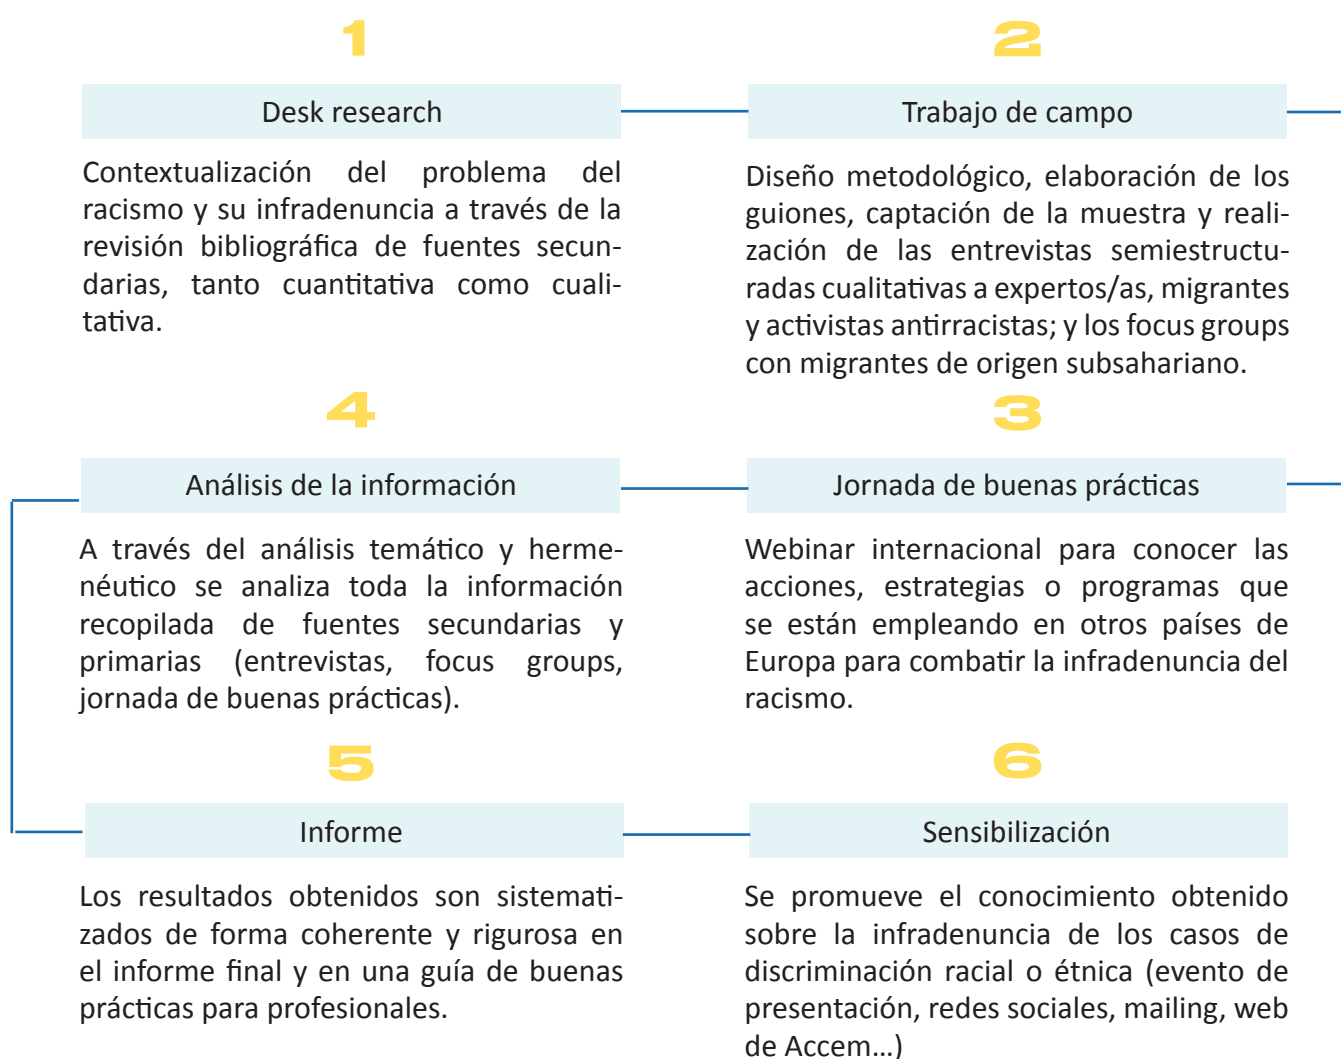 1
Desk research
Contextualización del problema del
racismo y su infradenuncia a través de la
revisión bibliográfica de fuentes secun-
darias, tanto cuantitativa como cuali-
tativa.
2
Trabajo de campo
Diseño metodológico, elaboración de los
guiones, captación de la muestra y reali-
zación de las entrevistas semiestructu-
radas cualitativas a expertos/as, migrantes
y activistas antirracistas; y los focus groups
con migrantes de origen subsahariano.
3
Jornada de buenas prácticas
Webinar internacional para conocer las
acciones, estrategias o programas que
se están empleando en otros países de
Europa para combatir la infradenuncia del
racismo.
4
Análisis de la información
A través del análisis temático y herme-
néutico se analiza toda la información
recopilada de fuentes secundarias y
primarias (entrevistas, focus groups,
jornada de buenas prácticas).
5
Informe
Los resultados obtenidos son sistemati-
zados de forma coherente y rigurosa en
el informe final y en una guía de buenas
prácticas para profesionales.
6
Sensibilización
Se promueve el conocimiento obtenido
sobre la infradenuncia de los casos de
discriminación racial o étnica (evento de
presentación, redes sociales, mailing, web
de Accem...)